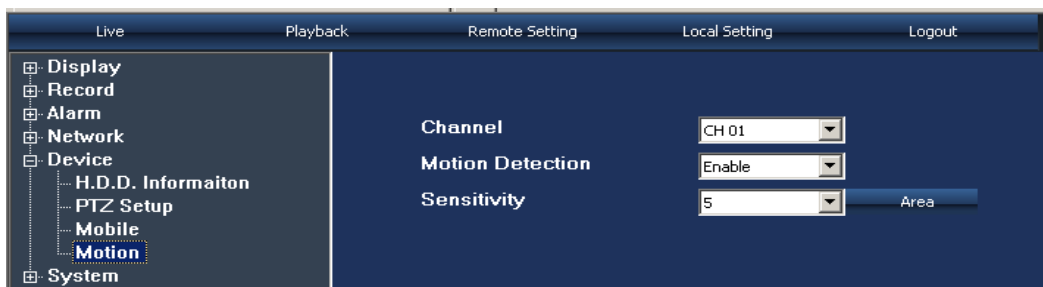 Live Playback Remote Setting Local Setting Logout
Display
Record
Alarm
Network
Device
H.D.D. Informaiton
PTZ Setup
Mobile
Motion
System
Channel CH 01
Motion Detection Enable
Sensitivity 5 Area